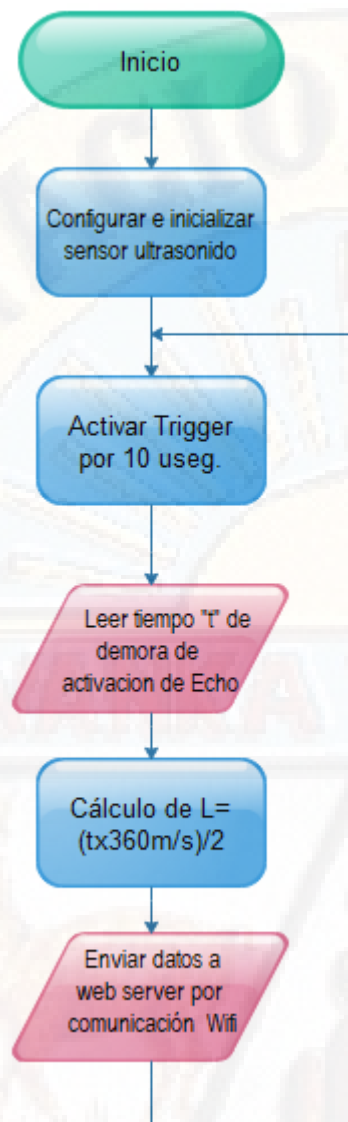 Inicio
Configurar e inicializar
sensor ultrasonido
Activar Trigger
por 10 useg.
Leer tiempo "t" de
demora de
activacion de Echo
Cálculo de L=
(tx360m/s)/2
Enviar datos a
web server por
comunicación Wifi